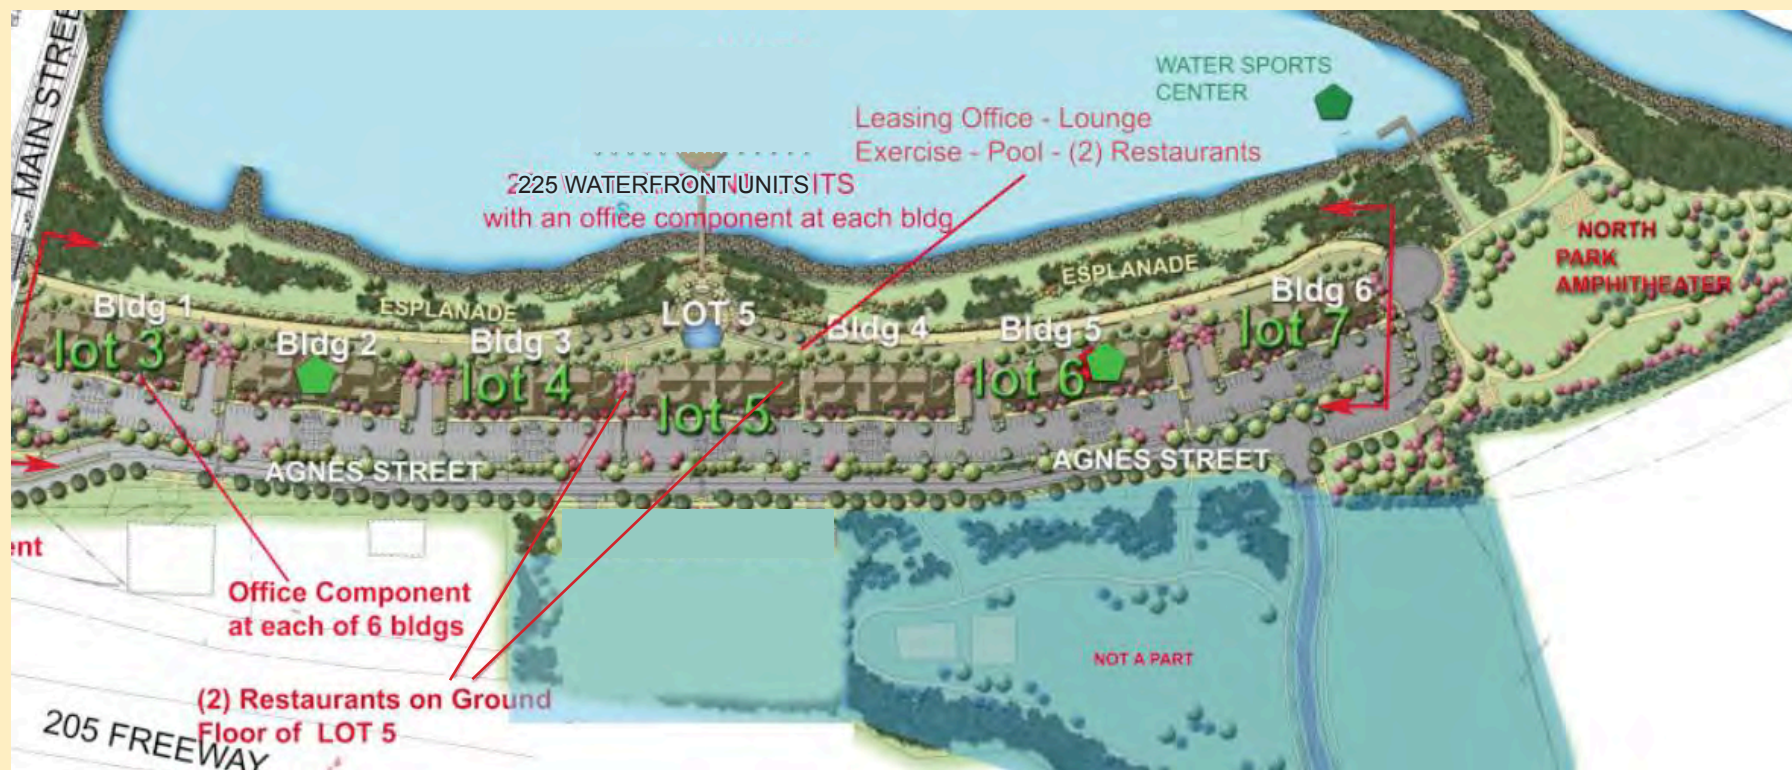 MAIN STREE
WATER SPORTS
CENTER
Leasing Office - Lounge
Exercise - Pool - (2) Restaurants
225 WATERFRONT UNITS
with an office component at each bldg
NORTH
PARK
AMPHITHEATER
ESPLANADE
ESPLANADE
Bldg 1
lot 3
Bldg 2
Bldg 3
lot 4
LOT 5
lot 5
Bldg 4
Bldg 5
lot 6
Bldg 6
lot 7
AGNES STREET
AGNES STREET
ent
Office Component
at each of 6 bldgs
(2) Restaurants on Ground
Floor of LOT 5
NOT A PART
205 FREEWAY